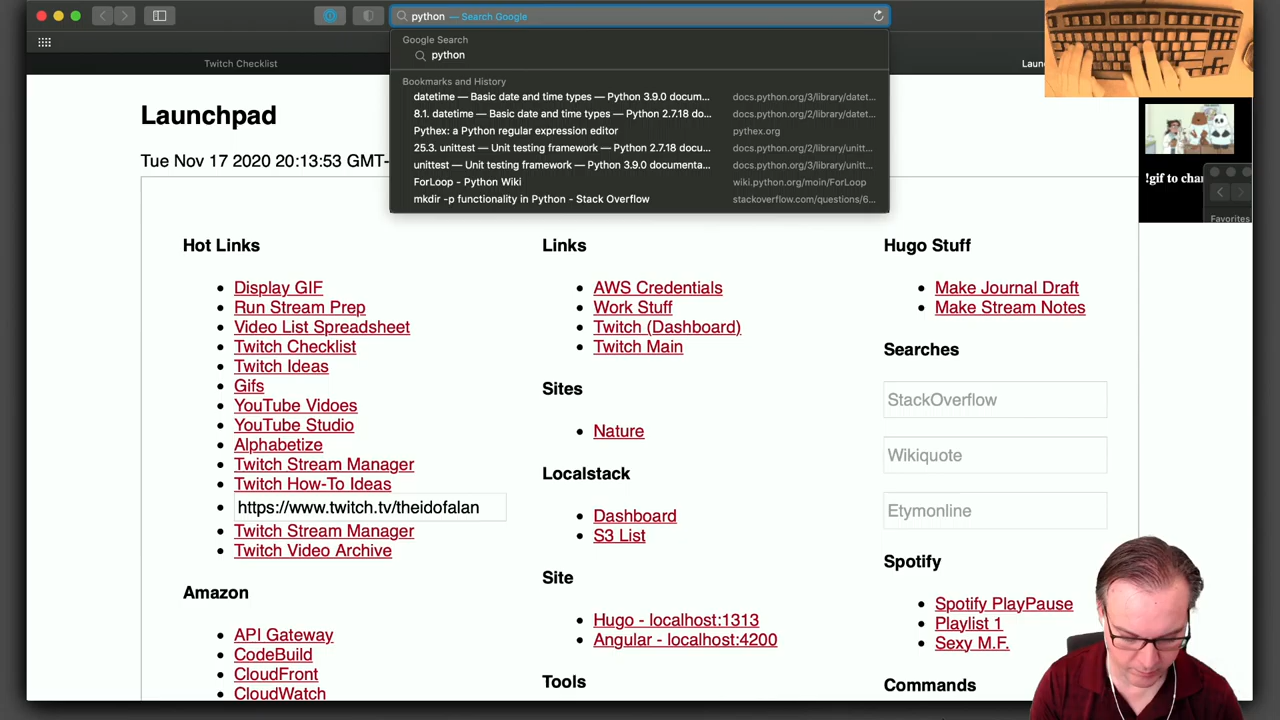 python — Search Google
Google Search
python
Bookmarks and History
datetime — Basic date and time types — Python 3.9.0 docum... docs.python.org/3/library/datet...
8.1. datetime — Basic date and time types — Python 2.7.18 do... docs.python.org/2/library/datet...
Pythex: a Python regular expression editor pythex.org
25.3. unittest — Unit testing framework — Python 2.7.18 docu... docs.python.org/2/library/unitt...
unittest — Unit testing framework — Python 3.9.0 documenta... docs.python.org/3/library/unitt...
ForLoop - Python Wiki wiki.python.org/moin/ForLoop
mkdir -p functionality in Python - Stack Overflow stackoverflow.com/questions/6...
Twitch Checklist
Laun
Launchpad
Tue Nov 17 2020 20:13:53 GMT-
!gif to char
Favorites
Hot Links
Display GIF
Run Stream Prep
Video List Spreadsheet
Twitch Checklist
Twitch Ideas
Gifs
YouTube Vidoes
YouTube Studio
Alphabetize
Twitch Stream Manager
Twitch How-To Ideas
https://www.twitch.tv/theidofalan
Twitch Stream Manager
Twitch Video Archive
Amazon
API Gateway
CodeBuild
CloudFront
CloudWatch
Links
AWS Credentials
Work Stuff
Twitch (Dashboard)
Twitch Main
Sites
Nature
Localstack
Dashboard
S3 List
Site
Hugo - localhost:1313
Angular - localhost:4200
Tools
Hugo Stuff
Make Journal Draft
Make Stream Notes
Searches
StackOverflow
Wikiquote
Etymonline
Spotify
Spotify PlayPause
Playlist 1
Sexy M.F.
Commands